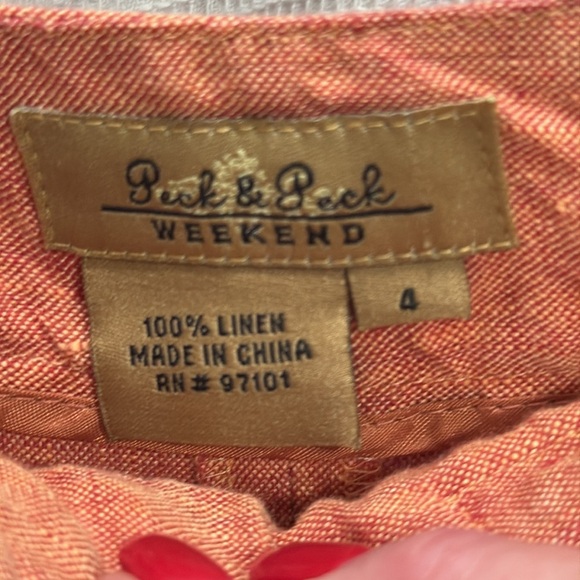 Peck & Peck
WEEKEND
4
100% LINEN
MADE IN CHINA
RN# 97101